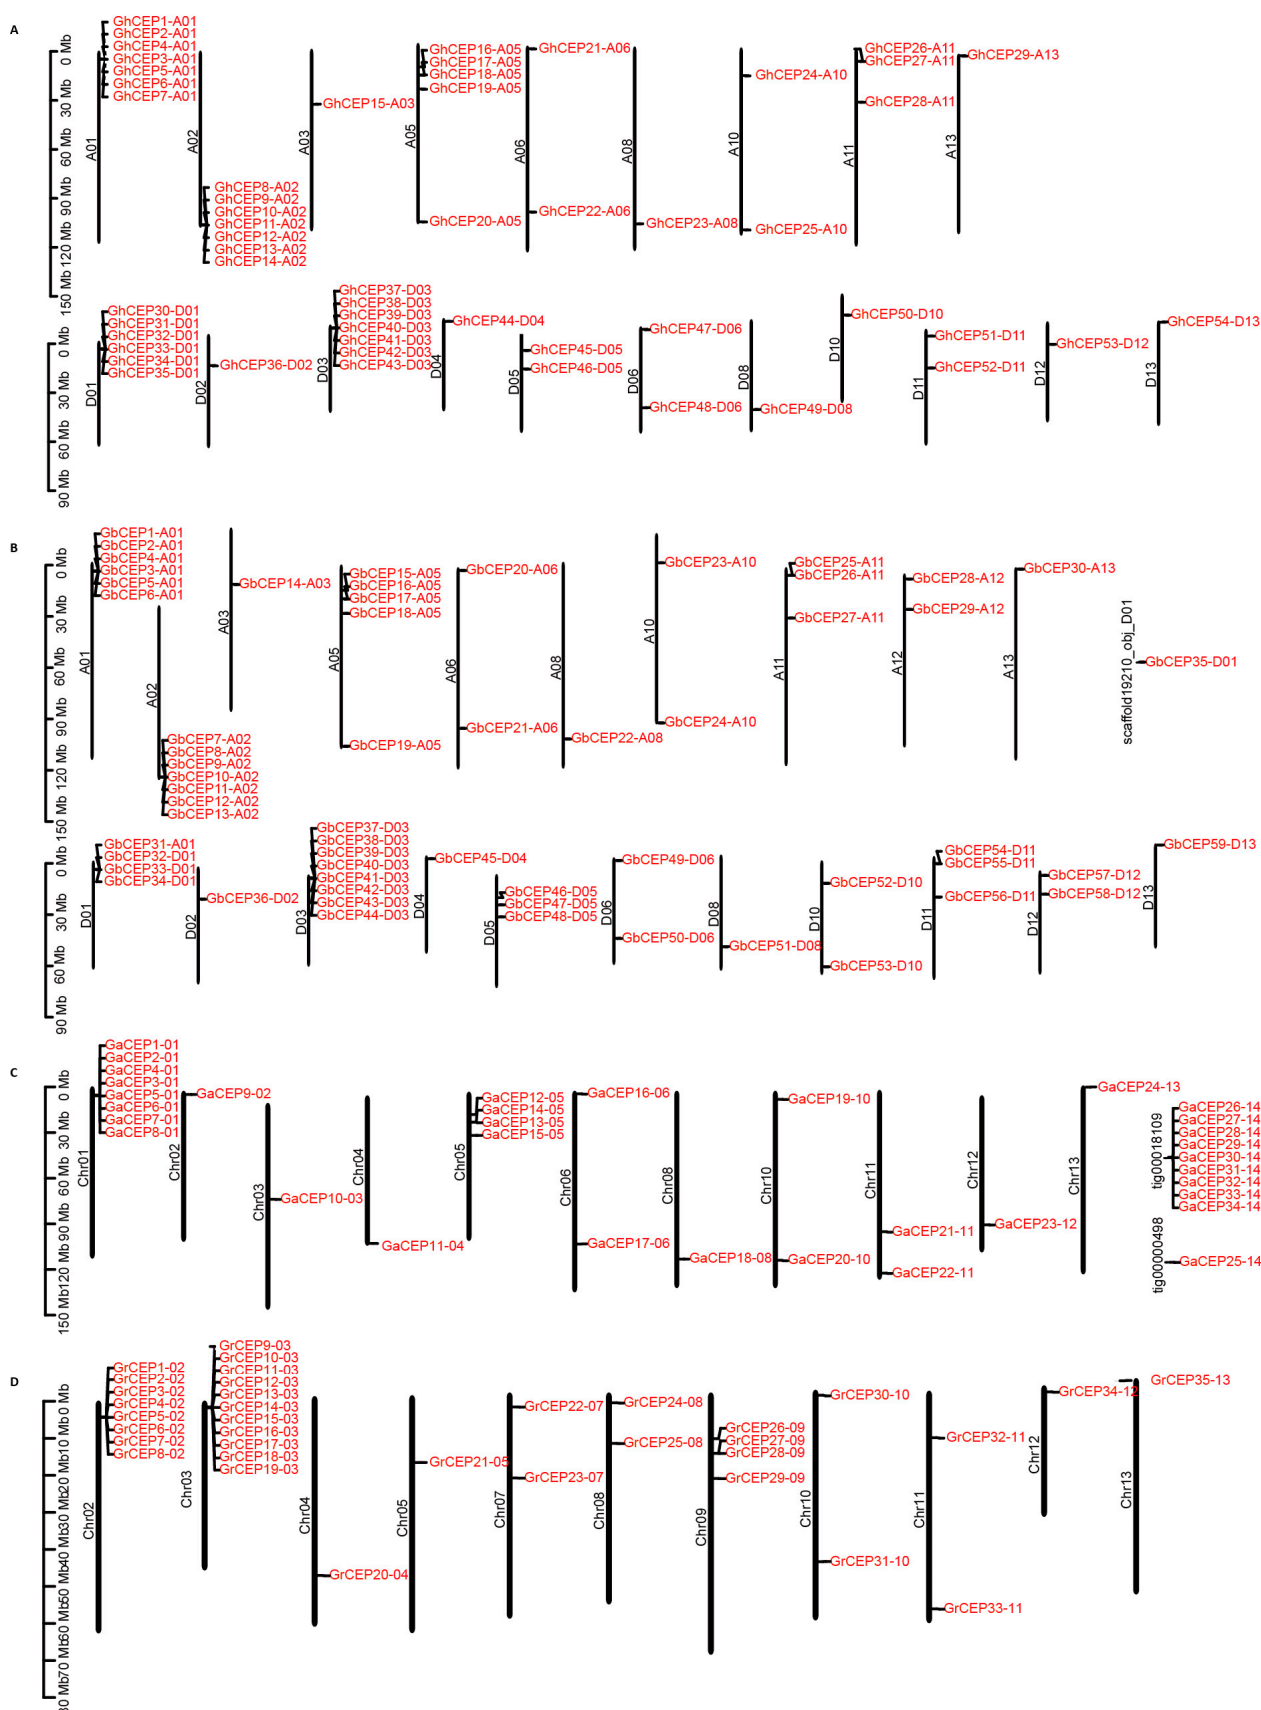 A
0 Mb
30 Mb
60 Mb
90 Mb
120 Mb
150 Mb
A01
GhCEP1-A01
GhCEP2-A01
GhCEP4-A01
GhCEP3-A01
GhCEP5-A01
GhCEP6-A01
GhCEP7-A01
A02
GhCEP8-A02
GhCEP9-A02
GhCEP10-A02
GhCEP11-A02
GhCEP12-A02
GhCEP13-A02
GhCEP14-A02
A03
GhCEP15-A03
A05
GhCEP16-A05
GhCEP17-A05
GhCEP18-A05
GhCEP19-A05
GhCEP20-A05
A06
GhCEP21-A06
GhCEP22-A06
A08
GhCEP23-A08
A10
GhCEP24-A10
GhCEP25-A10
A11
GhCEP26-A11
GhCEP27-A11
GhCEP28-A11
A13
GhCEP29-A13
0 Mb
30 Mb
60 Mb
90 Mb
D01
GhCEP30-D01
GhCEP31-D01
GhCEP32-D01
GhCEP33-D01
GhCEP34-D01
GhCEP35-D01
D02
GhCEP36-D02
D03
GhCEP37-D03
GhCEP38-D03
GhCEP39-D03
GhCEP40-D03
GhCEP41-D03
GhCEP42-D03
GhCEP43-D03
D04
GhCEP44-D04
D05
GhCEP45-D05
GhCEP46-D05
D06
GhCEP47-D06
GhCEP48-D06
D08
GhCEP49-D08
D10
GhCEP50-D10
D11
GhCEP51-D11
GhCEP52-D11
D12
GhCEP53-D12
D13
GhCEP54-D13
B
0 Mb
30 Mb
60 Mb
90 Mb
120 Mb
150 Mb
A01
GbCEP1-A01
GbCEP2-A01
GbCEP4-A01
GbCEP3-A01
GbCEP5-A01
GbCEP6-A01
A02
GbCEP7-A02
GbCEP8-A02
GbCEP9-A02
GbCEP10-A02
GbCEP11-A02
GbCEP12-A02
GbCEP13-A02
A03
GbCEP14-A03
A05
GbCEP15-A05
GbCEP16-A05
GbCEP17-A05
GbCEP18-A05
GbCEP19-A05
A06
GbCEP20-A06
GbCEP21-A06
A08
GbCEP22-A08
A10
GbCEP23-A10
GbCEP24-A10
A11
GbCEP25-A11
GbCEP26-A11
GbCEP27-A11
A12
GbCEP28-A12
GbCEP29-A12
A13
GbCEP30-A13
scaffold19210_obj_D01
GbCEP35-D01
0 Mb
30 Mb
60 Mb
90 Mb
D01
GbCEP31-A01
GbCEP32-D01
GbCEP33-D01
GbCEP34-D01
D02
GbCEP36-D02
D03
GbCEP37-D03
GbCEP38-D03
GbCEP39-D03
GbCEP40-D03
GbCEP41-D03
GbCEP42-D03
GbCEP43-D03
GbCEP44-D03
D04
GbCEP45-D04
D05
GbCEP46-D05
GbCEP47-D05
GbCEP48-D05
D06
GbCEP49-D06
GbCEP50-D06
D08
GbCEP51-D08
D10
GbCEP52-D10
GbCEP53-D10
D11
GbCEP54-D11
GbCEP55-D11
GbCEP56-D11
D12
GbCEP57-D12
GbCEP58-D12
D13
GbCEP59-D13
C
0 Mb
30 Mb
60 Mb
90 Mb
120 Mb
150 Mb
Chr01
GaCEP1-01
GaCEP2-01
GaCEP4-01
GaCEP3-01
GaCEP5-01
GaCEP6-01
GaCEP7-01
GaCEP8-01
Chr02
GaCEP9-02
Chr03
GaCEP10-03
Chr04
GaCEP11-04
Chr05
GaCEP12-05
GaCEP14-05
GaCEP13-05
GaCEP15-05
Chr06
GaCEP16-06
GaCEP17-06
Chr08
GaCEP18-08
Chr10
GaCEP19-10
GaCEP20-10
Chr11
GaCEP21-11
GaCEP22-11
Chr12
GaCEP23-12
Chr13
GaCEP24-13
tig00018109
GaCEP26-14
GaCEP27-14
GaCEP28-14
GaCEP29-14
GaCEP30-14
GaCEP31-14
GaCEP32-14
GaCEP33-14
GaCEP34-14
tig00000498
GaCEP25-14
D
0 Mb
10 Mb
20 Mb
30 Mb
40 Mb
50 Mb
60 Mb
70 Mb
Chr02
GrCEP1-02
GrCEP2-02
GrCEP3-02
GrCEP4-02
GrCEP5-02
GrCEP6-02
GrCEP7-02
GrCEP8-02
Chr03
GrCEP9-03
GrCEP10-03
GrCEP11-03
GrCEP12-03
GrCEP13-03
GrCEP14-03
GrCEP15-03
GrCEP16-03
GrCEP17-03
GrCEP18-03
GrCEP19-03
Chr04
GrCEP20-04
Chr05
GrCEP21-05
Chr07
GrCEP22-07
GrCEP23-07
Chr08
GrCEP24-08
GrCEP25-08
Chr09
GrCEP26-09
GrCEP27-09
GrCEP28-09
GrCEP29-09
Chr10
GrCEP30-10
GrCEP31-10
Chr11
GrCEP32-11
GrCEP33-11
Chr12
GrCEP34-12
Chr13
GrCEP35-13